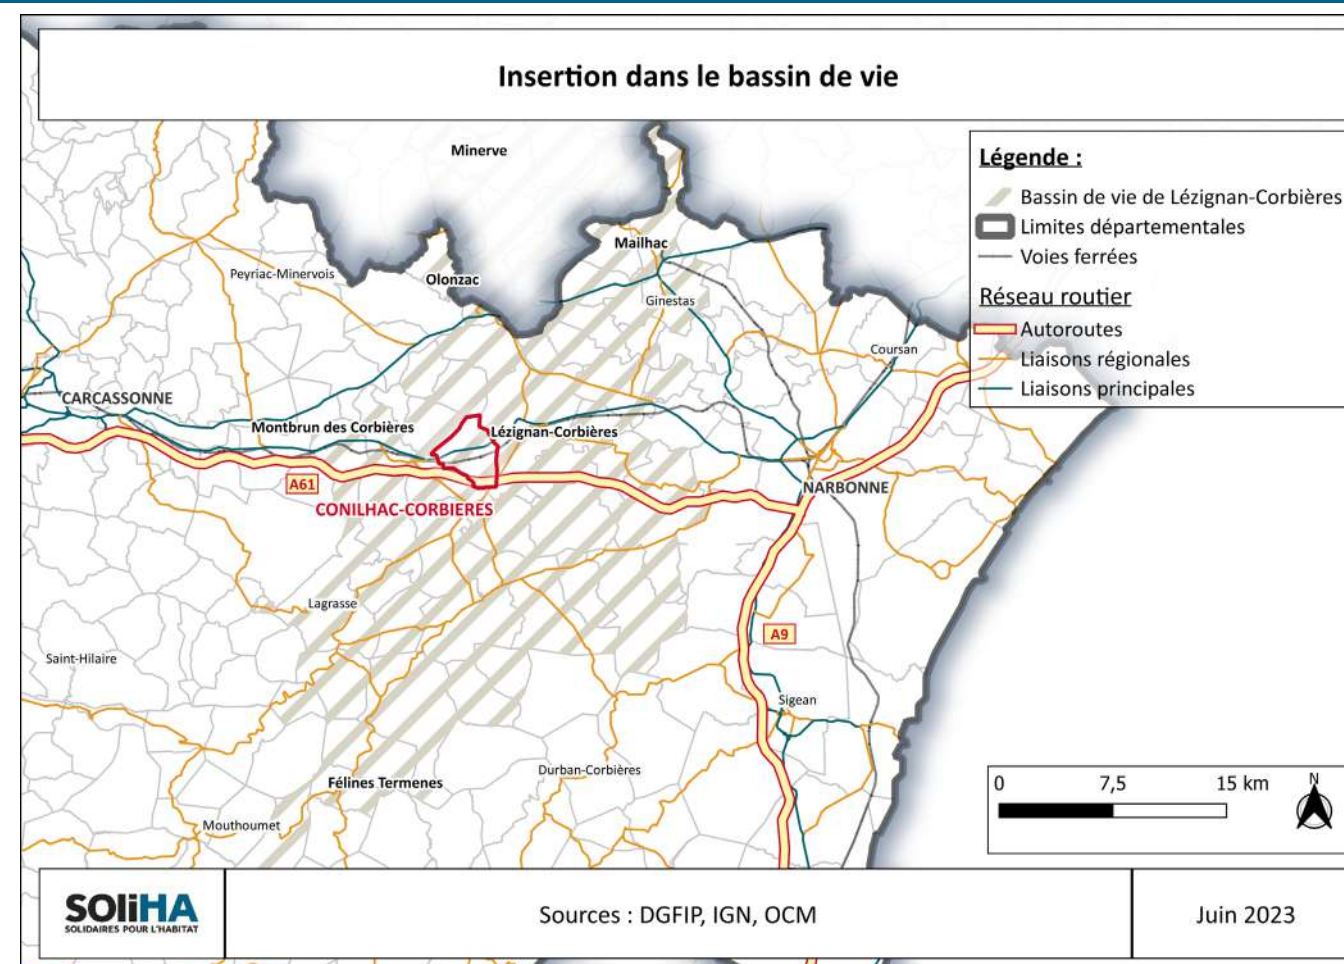 Insertion dans le bassin de vie
Légende :
Bassin de vie de Lézignan-Corbières
Limites départementales
Voies ferrées
Réseau routier
Autoroutes
Liaisons régionales
Liaisons principales
Minerve
Mailhac
Peyriac-Minervois
Olonzac
Ginestas
Coursan
CARCASSONNE
Montbrun des Corbières
Lézignan-Corbières
A61
NARBONNE
CONILHAC-CORBIERES
Lagrasse
A9
Saint-Hilaire
Sigean
Durban-Corbières
Félines Termenes
Mouthoumet
0 7,5 15 km
N
SOliHA
SOLIDAIRES POUR L'HABITAT
Sources : DGFIP, IGN, OCM
Juin 2023